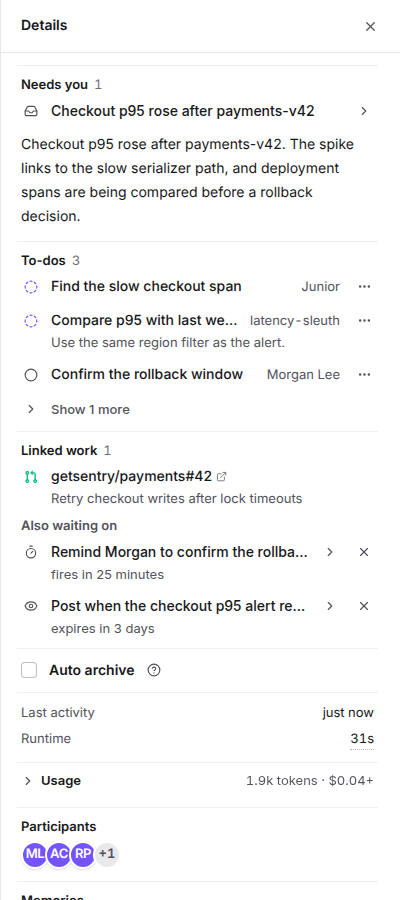 Details
Needs you 1
Checkout p95 rose after payments-v42
Checkout p95 rose after payments-v42. The spike
links to the slow serializer path, and deployment
spans are being compared before a rollback
decision.
To-dos 3
Find the slow checkout span Junior
Compare p95 with last we... latency-sleuth
Use the same region filter as the alert.
Confirm the rollback window Morgan Lee
Show 1 more
Linked work 1
getsentry/payments#42
Retry checkout writes after lock timeouts
Also waiting on
Remind Morgan to confirm the rollba...
fires in 25 minutes
Post when the checkout p95 alert re...
expires in 3 days
Auto archive
Last activity just now
Runtime 31s
Usage 1.9k tokens · $0.04+
Participants
ML AC RP +1
Memories